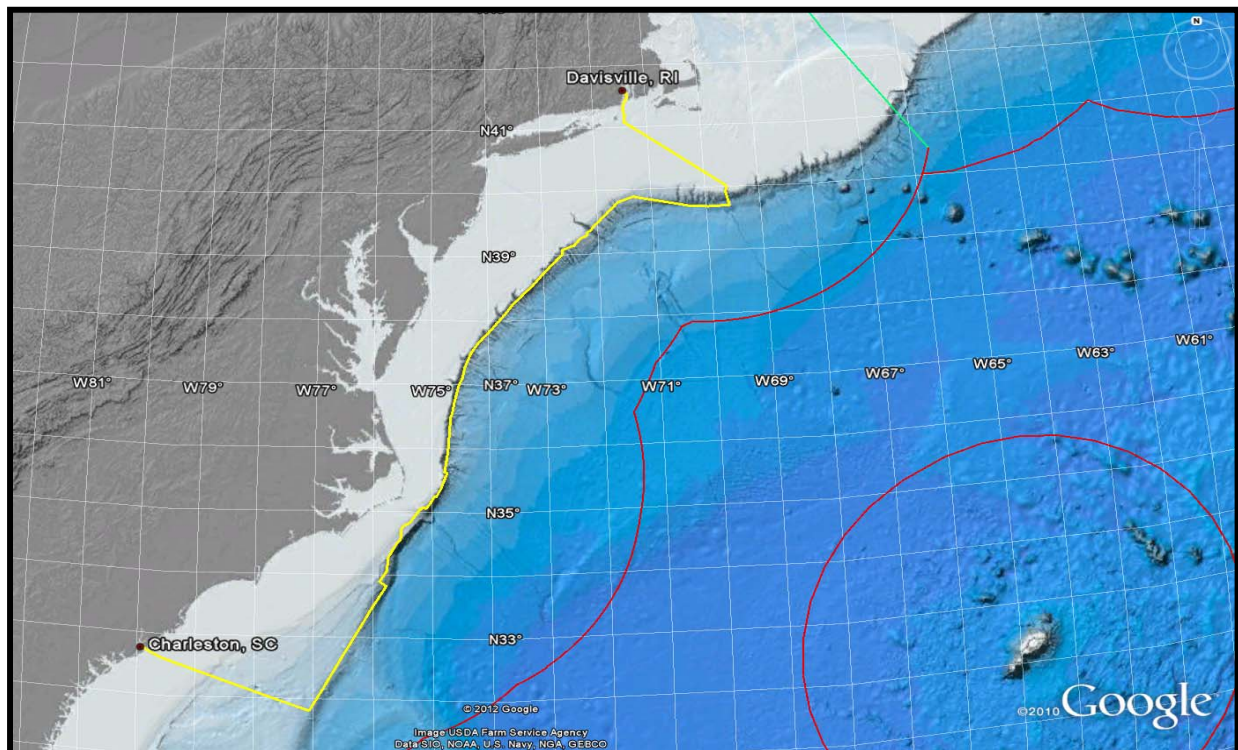 N
Davisville, RI
N41°
N39°
W81°
W79°
W77°
W75°
N37°
W73°
W71°
W69°
W67°
W65°
W63°
W61°
N35°
N33°
Charleston, SC
© 2012 Google
©2010 Google
Image USDA Farm Service Agency
Data SIO, NOAA, U.S. Navy, NGA, GEBCO